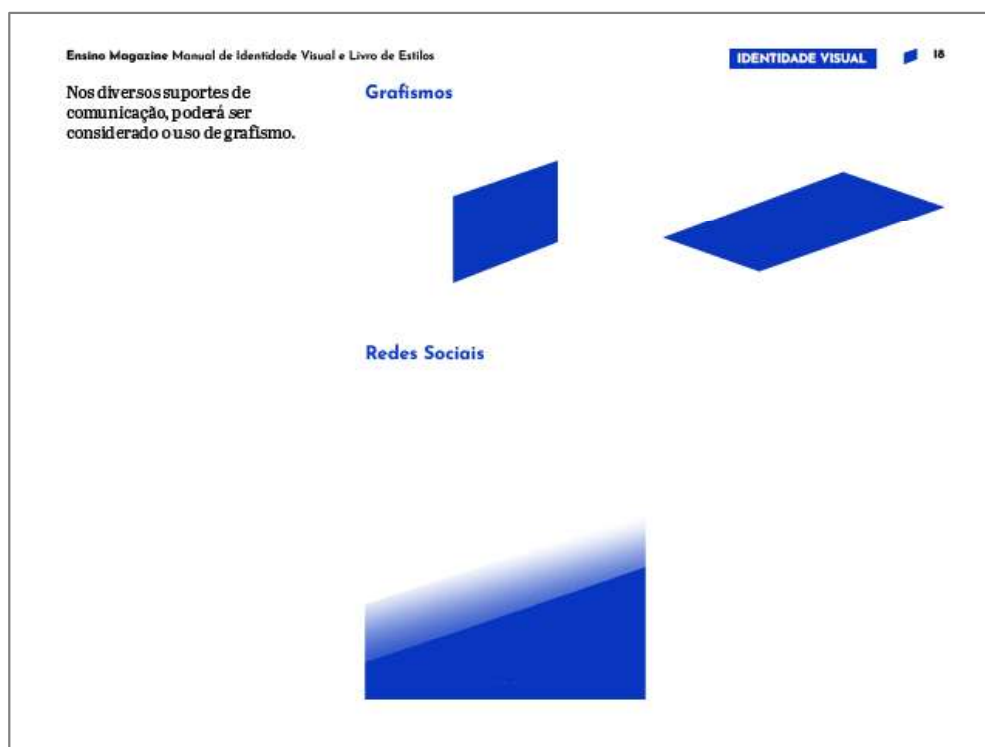 Ensino Magazine Manual de Identidade Visual e Livro de Estilos
IDENTIDADE VISUAL
18
Nos diversos suportes de
comunicação, poderá ser
considerado o uso de grafismo.
Grafismos
Redes Sociais